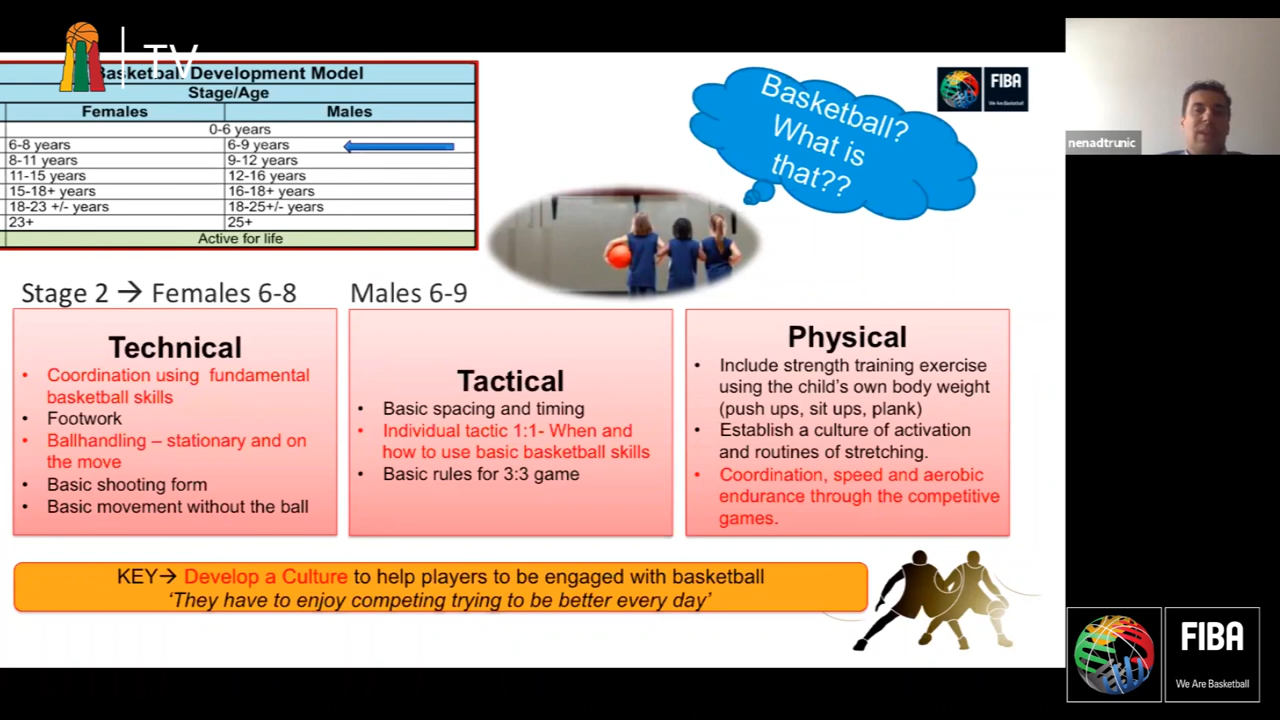 TV
Basketball Development Model
Stage/Age
Females Males
0-6 years
6-8 years 6-9 years
8-11 years 9-12 years
11-15 years 12-16 years
15-18+ years 16-18+ years
18-23 +/- years 18-25+/- years
23+ 25+
Active for life
Basketball?
What is
that??
FIBA
We Are Basketball
nenadtrunic
Stage 2 → Females 6-8 Males 6-9
Technical
• Coordination using fundamental
basketball skills
• Footwork
• Ballhandling – stationary and on
the move
• Basic shooting form
• Basic movement without the ball
Tactical
• Basic spacing and timing
• Individual tactic 1:1- When and
how to use basic basketball skills
• Basic rules for 3:3 game
Physical
• Include strength training exercise
using the child's own body weight
(push ups, sit ups, plank)
• Establish a culture of activation
and routines of stretching.
• Coordination, speed and aerobic
endurance through the competitive
games.
KEY→ Develop a Culture to help players to be engaged with basketball
'They have to enjoy competing trying to be better every day'
FIBA
We Are Basketball